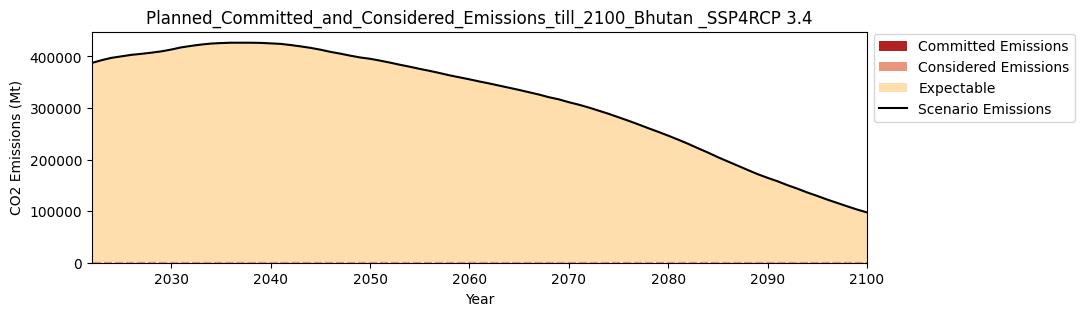 Planned_Committed_and_Considered_Emissions_till_2100_Bhutan _SSP4RCP 3.4
Committed Emissions
Considered Emissions
Expectable
Scenario Emissions
CO2 Emissions (Mt)
400000
300000
200000
100000
0
2030 2040 2050 2060 2070 2080 2090 2100
Year